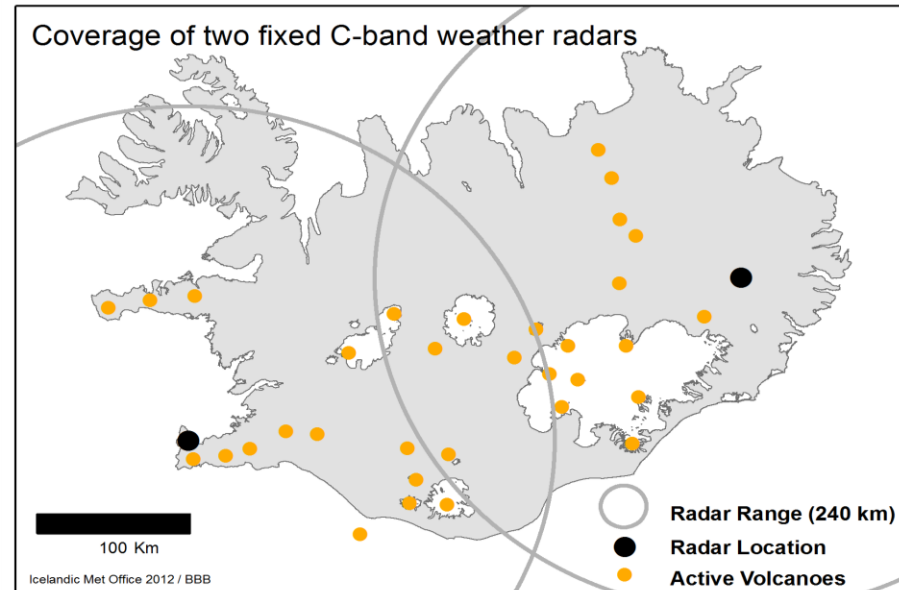 Coverage of two fixed C-band weather radars
100 Km
Radar Range (240 km)
Radar Location
Active Volcanoes
Icelandic Met Office 2012 / BBB